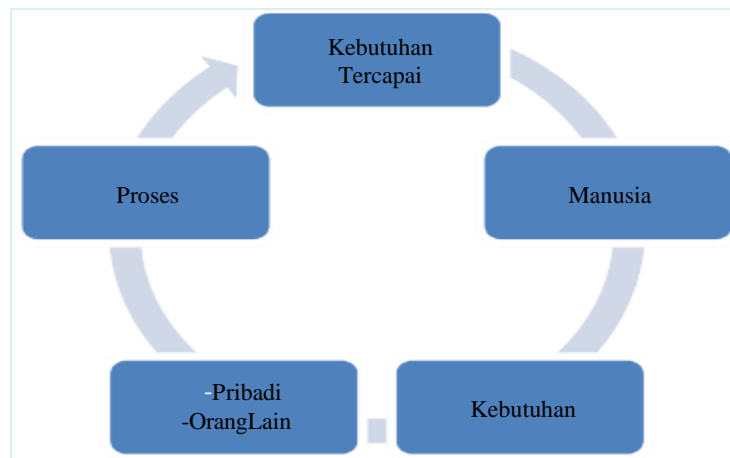 Kebutuhan
Tercapai
Manusia
Kebutuhan
-Pribadi
-OrangLain
Proses